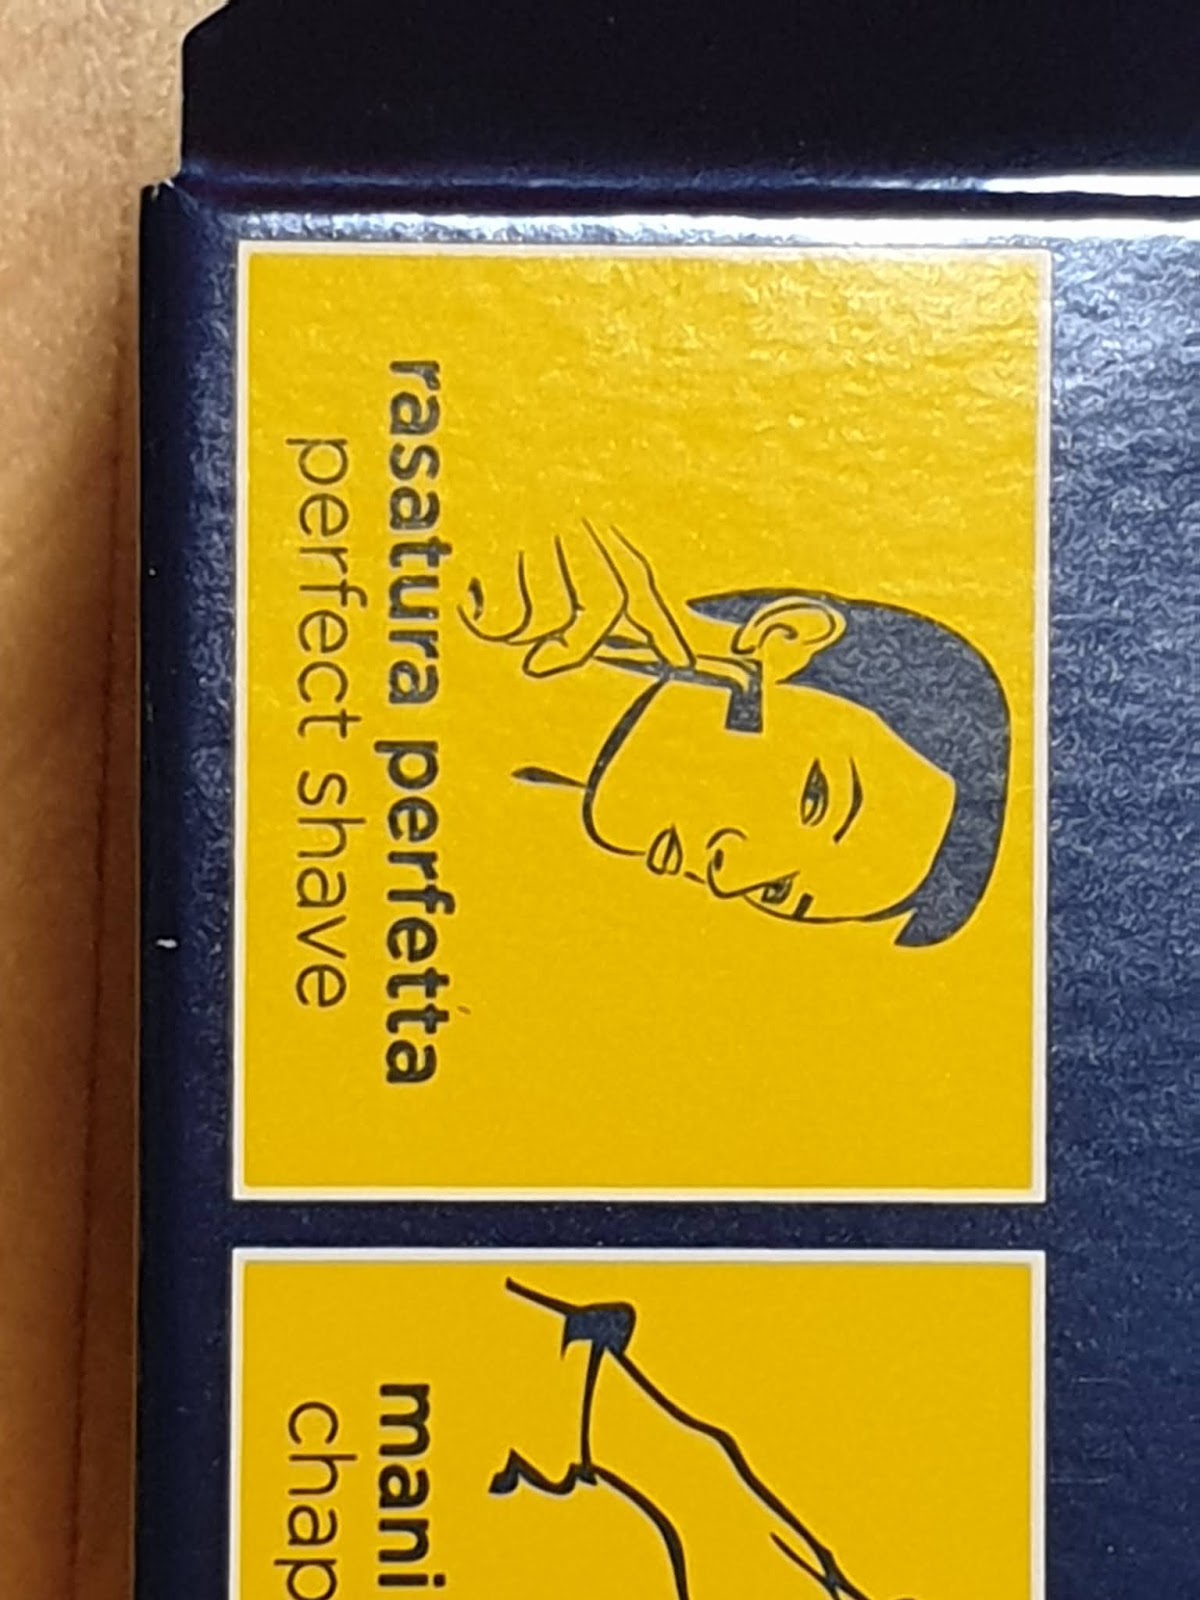 rasatura perfetta
perfect shave
mani
chap